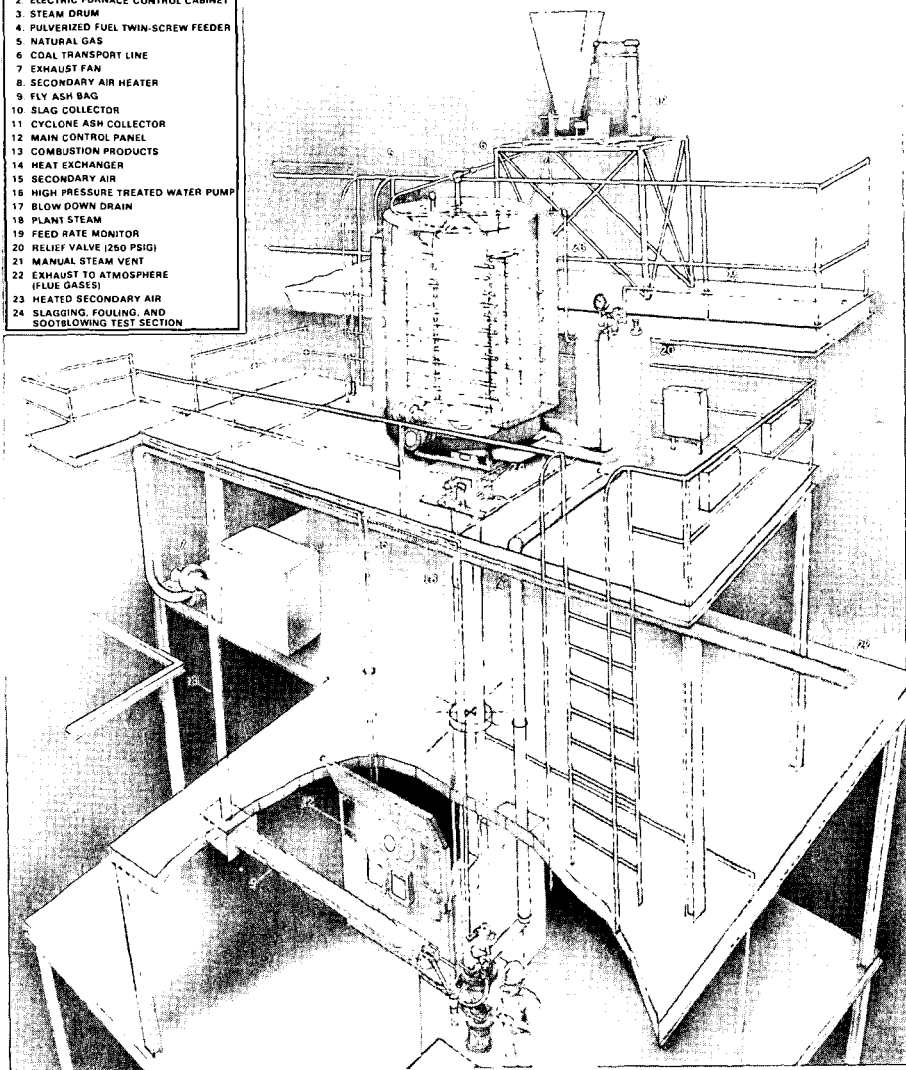 2. ELECTRIC FURNACE CONTROL CABINET
3. STEAM DRUM
4. PULVERIZED FUEL TWIN-SCREW FEEDER
5. NATURAL GAS
6 COAL TRANSPORT LINE
7 EXHAUST FAN
8. SECONDARY AIR HEATER
9. FLY ASH BAG
10. SLAG COLLECTOR
11 CYCLONE ASH COLLECTOR
12 MAIN CONTROL PANEL
13 COMBUSTION PRODUCTS
14 HEAT EXCHANGER
15 SECONDARY AIR
16 HIGH PRESSURE TREATED WATER PUMP
17 BLOW DOWN DRAIN
18 PLANT STEAM
19 FEED RATE MONITOR
20 RELIEF VALVE (250 PSIG)
21 MANUAL STEAM VENT
22 EXHAUST TO ATMOSPHERE
(FLUE GASES)
23 HEATED SECONDARY AIR
24 SLAGGING, FOULING, AND
SOOTBLOWING TEST SECTION
6
20